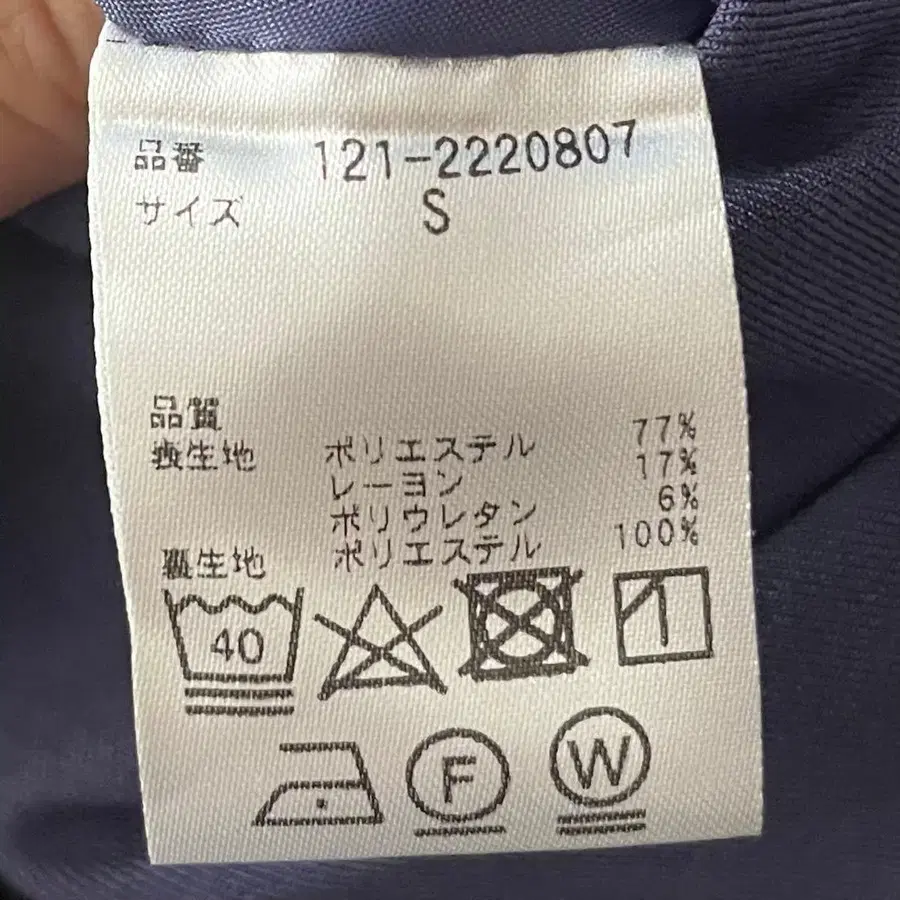 品番 121-2220807
サイズ S
品質
表生地 ポリエステル 77%
レーヨン 17%
ポリウレタン 6%
裏生地 ポリエステル 100%
40
F W